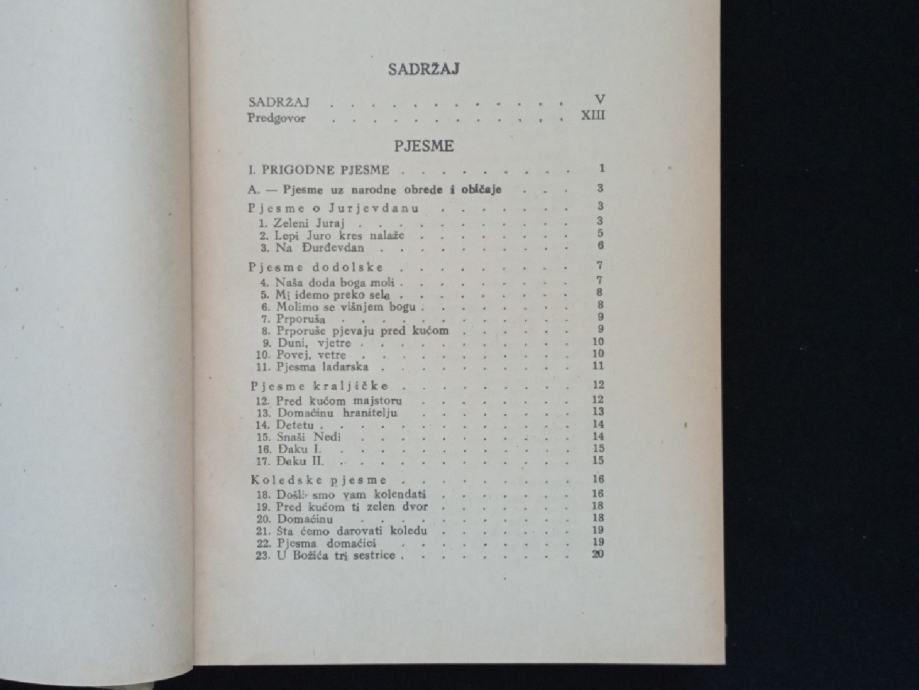 SADRŽAJ
SADRŽAJ . . . . . . . . . . . . V
Predgovor . . . . . . . . . . . . XIII
PJESME
I. PRIGODNE PJESME . . . . . . . . . 1
A. — Pjesme uz narodne obrede i običaje . . . 3
Pjesme o Jurjevdanu . . . . . . . 3
1. Zeleni Juraj . . . . . . . . . . . 3
2. Lepi Juro kres nalaže . . . . . . . . 5
3. Na Đurđevdan . . . . . . . . . . 6
Pjesme dodolske . . . . . . . . . 7
4. Naša doda boga moli . . . . . . . . . 7
5. Mi idemo preko sela . . . . . . . . . 8
6. Molimo se višnjem bogu . . . . . . . . 8
7. Prporuša . . . . . . . . . . . . 9
8. Prporuše pjevaju pred kućom . . . . . . 9
9. Duni, vjetre . . . . . . . . . . . 10
10. Povej, vetre . . . . . . . . . . . 10
11. Pjesma ladarska . . . . . . . . . . 11
Pjesme kraljičke . . . . . . . . . 12
12. Pred kućom majstoru . . . . . . . . 12
13. Domaćinu hranitelju . . . . . . . . 13
14. Detetu . . . . . . . . . . . . . 14
15. Snaši Nedi . . . . . . . . . . . 14
16. Đaku I. . . . . . . . . . . . . 15
17. Đaku II. . . . . . . . . . . . . 15
Koledske pjesme . . . . . . . . . 16
18. Došli smo vam kolendati . . . . . . . 16
19. Pred kućom ti zelen dvor . . . . . . . 18
20. Domaćinu . . . . . . . . . . . 18
21. Šta ćemo darovati koledu . . . . . . . 19
22. Pjesma domaćici . . . . . . . . . . 19
23. U Božića tri sestrice . . . . . . . . . 20